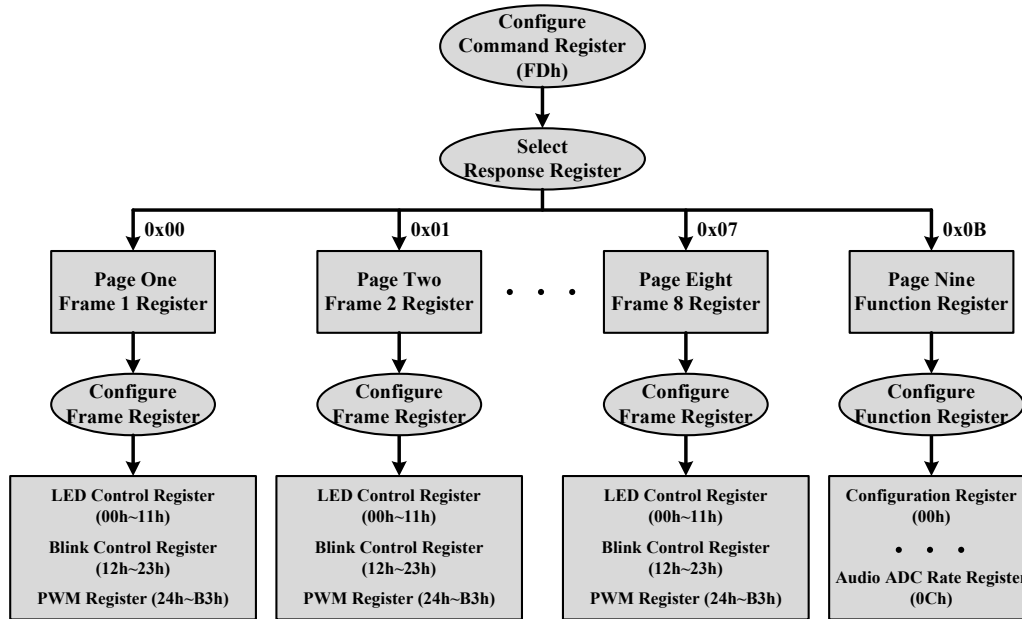 Configure
Command Register
(FDh)
Select
Response Register
0x00
0x01
0x07
0x0B
Page One
Frame 1 Register
Page Two
Frame 2 Register
. . .
Page Eight
Frame 8 Register
Page Nine
Function Register
Configure
Frame Register
Configure
Frame Register
Configure
Frame Register
Configure
Function Register
LED Control Register
(00h~11h)
Blink Control Register
(12h~23h)
PWM Register (24h~B3h)
LED Control Register
(00h~11h)
Blink Control Register
(12h~23h)
PWM Register (24h~B3h)
LED Control Register
(00h~11h)
Blink Control Register
(12h~23h)
PWM Register (24h~B3h)
Configuration Register
(00h)
. . .
Audio ADC Rate Register
(0Ch)